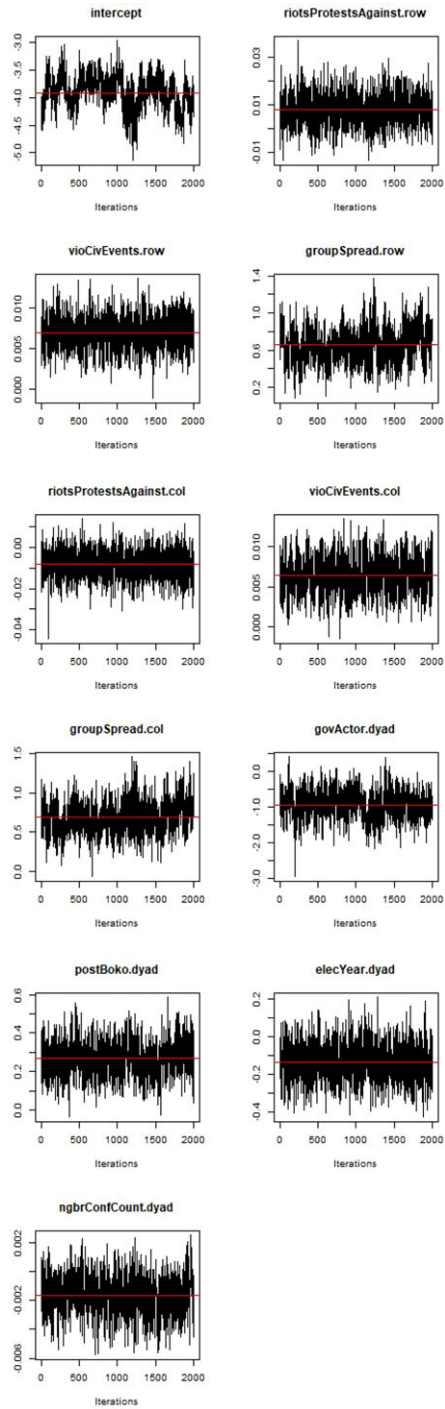 intercept
riotsProtestsAgainst.row
-3.0
-3.5
-4.0
-4.5
-5.0
0 500 1000 1500 2000
Iterations
0.03
0.01
-0.01
0 500 1000 1500 2000
Iterations
vioCivEvents.row
groupSpread.row
0.010
0.005
0.000
0 500 1000 1500 2000
Iterations
1.4
1.0
0.6
0.2
0 500 1000 1500 2000
Iterations
riotsProtestsAgainst.col
vioCivEvents.col
0.00
-0.02
-0.04
0 500 1000 1500 2000
Iterations
0.010
0.005
0.000
0 500 1000 1500 2000
Iterations
groupSpread.col
govActor.dyad
1.5
1.0
0.5
0.0
0 500 1000 1500 2000
Iterations
0.0
-1.0
-2.0
-3.0
0 500 1000 1500 2000
Iterations
postBoko.dyad
elecYear.dyad
0.6
0.4
0.2
0.0
0 500 1000 1500 2000
Iterations
0.2
0.0
-0.2
-0.4
0 500 1000 1500 2000
Iterations
ngbrConfCount.dyad
0.002
-0.002
-0.006
0 500 1000 1500 2000
Iterations